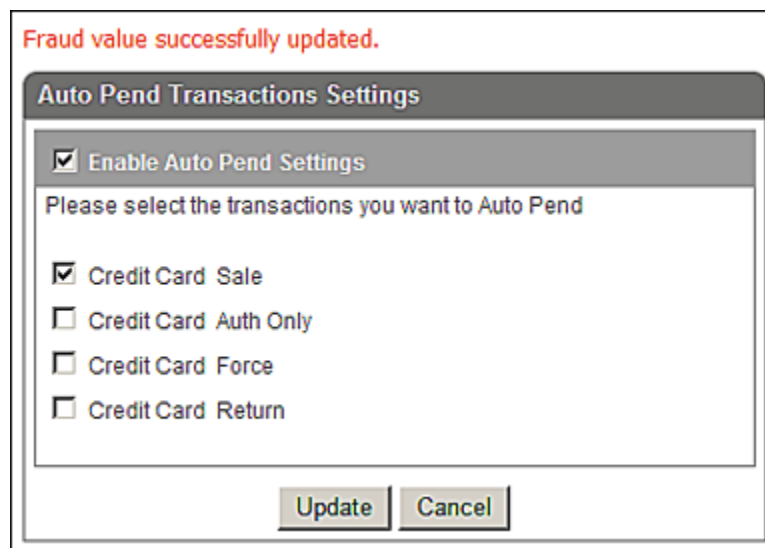 Fraud value successfully updated.
Auto Pend Transactions Settings
Enable Auto Pend Settings
Please select the transactions you want to Auto Pend
Credit Card Sale
Credit Card Auth Only
Credit Card Force
Credit Card Return
Update Cancel